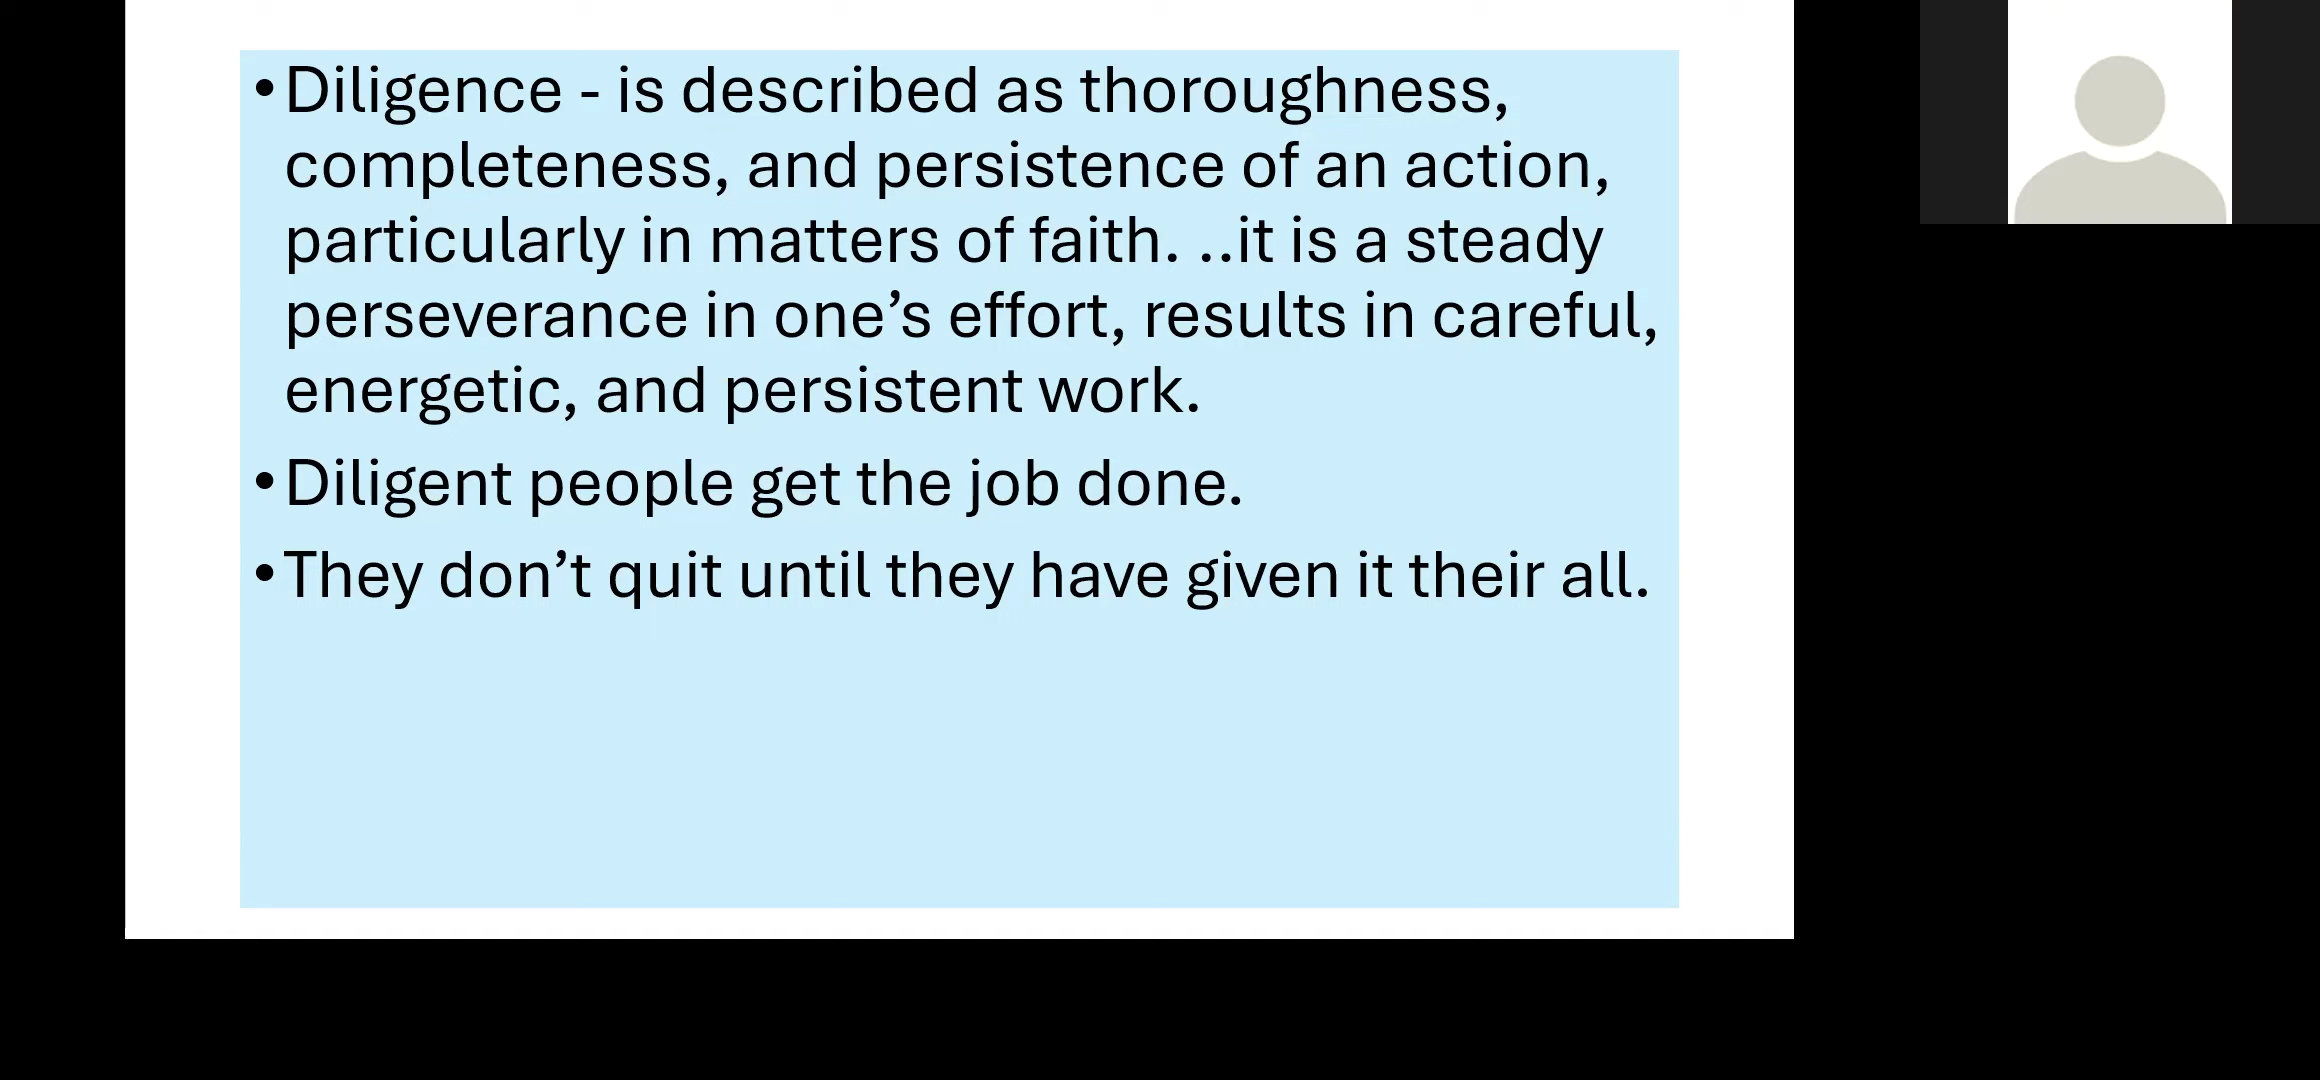 •Diligence - is described as thoroughness,
completeness, and persistence of an action,
particularly in matters of faith. ..it is a steady
perseverance in one’s effort, results in careful,
energetic, and persistent work.
•Diligent people get the job done.
•They don’t quit until they have given it their all.